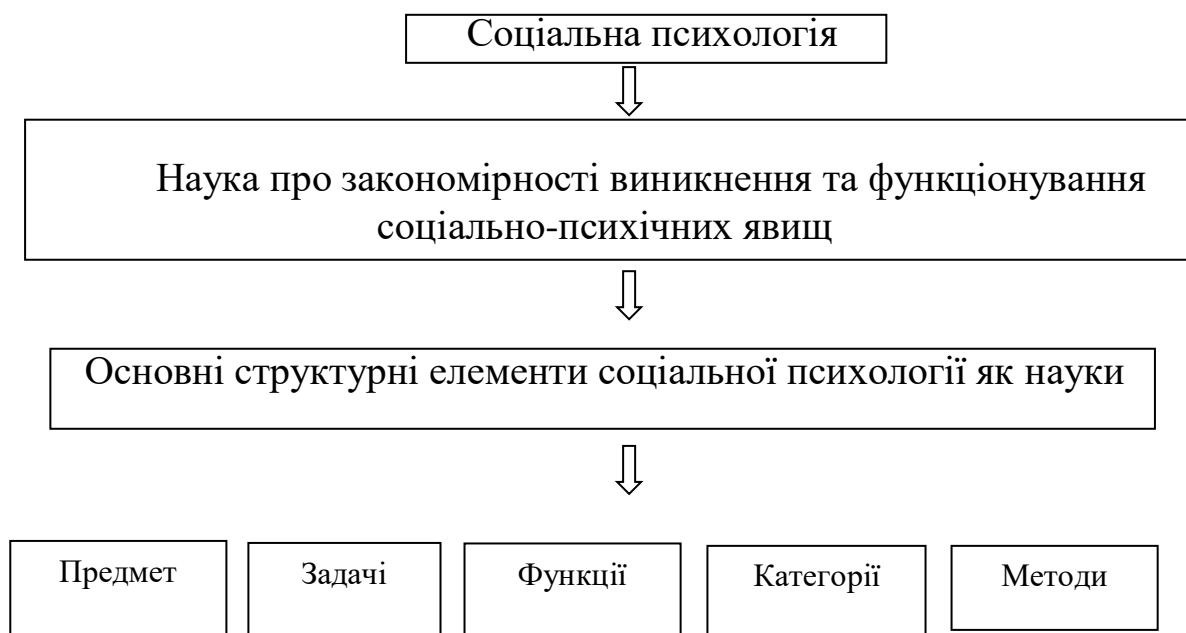 Соціальна психологія
Наука про закономірності виникнення та функціонування
соціально-психічних явищ
Основні структурні елементи соціальної психології як науки
Предмет
Задачі
Функції
Категорії
Методи